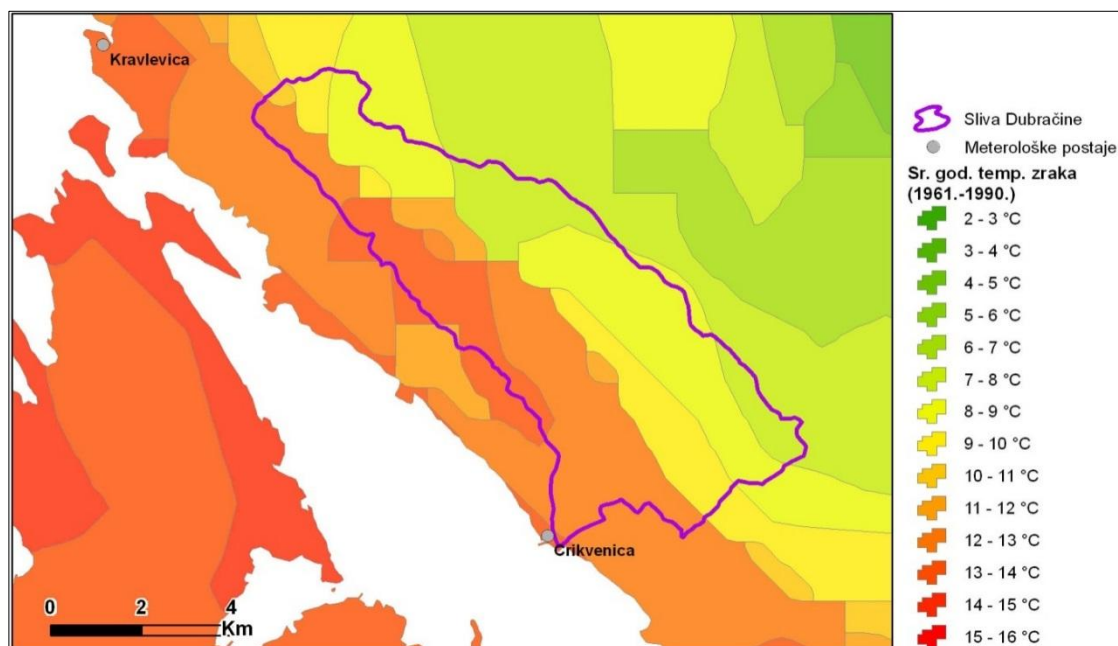 Kravlevica
Crikvenica
0 2 4
Km
Sliva Dubračine
Meterološke postaje
Sr. god. temp. zraka
(1961.-1990.)
2 - 3 °C
3 - 4 °C
4 - 5 °C
5 - 6 °C
6 - 7 °C
7 - 8 °C
8 - 9 °C
9 - 10 °C
10 - 11 °C
11 - 12 °C
12 - 13 °C
13 - 14 °C
14 - 15 °C
15 - 16 °C